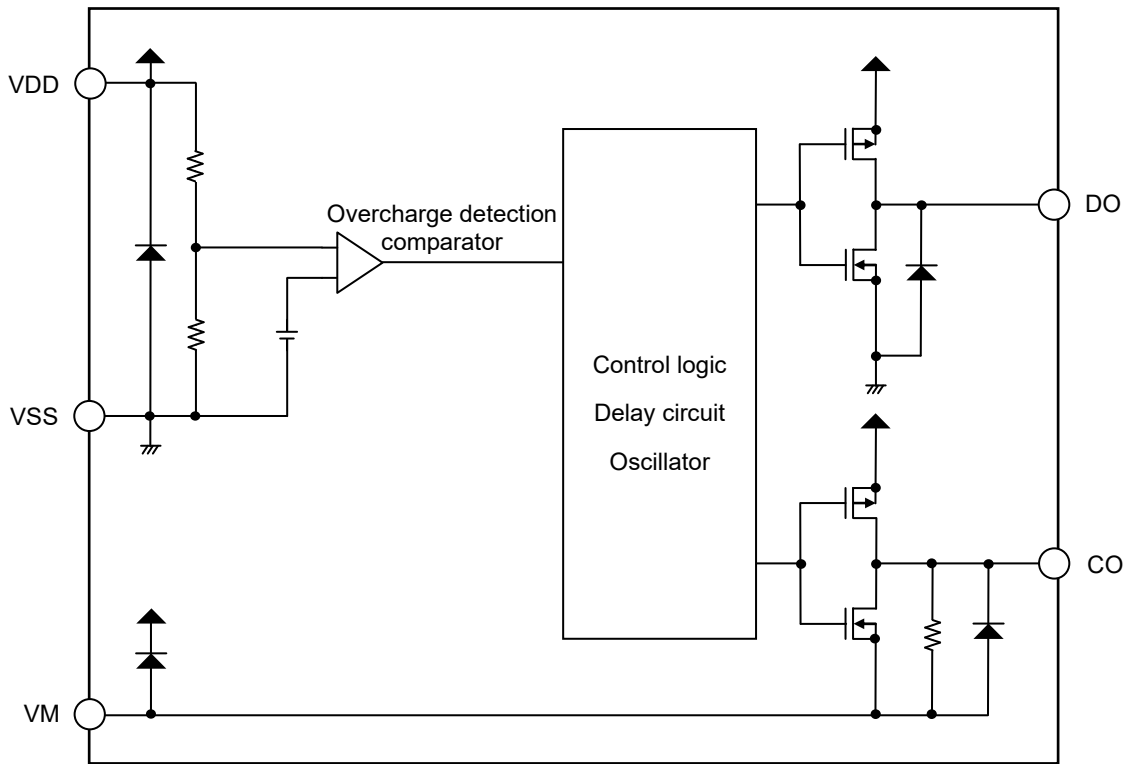 VDD
Overcharge detection
comparator
DO
VSS
Control logic
Delay circuit
Oscillator
CO
VM